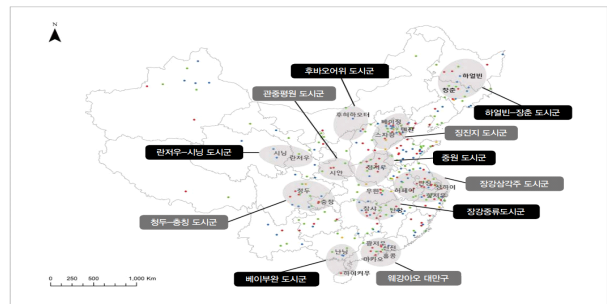 N
후바오어위 도시군
관중평원 도시군
하얼빈
장춘
후허하오터
베이징
톈진
하얼빈-장춘 도시군
징진지 도시군
란저우-시닝 도시군
시닝
란저우
시안
정저우
중원 도시군
청두
충칭
우한
허페이
난징
상하이
장강삼각주 도시군
창사
난창
청두-충칭 도시군
장강중류도시군
난닝
광저우
선전
홍콩
마카오
하이커우
베이부완 도시군
웨강아오 대만구
0 250 500 1,000 Km